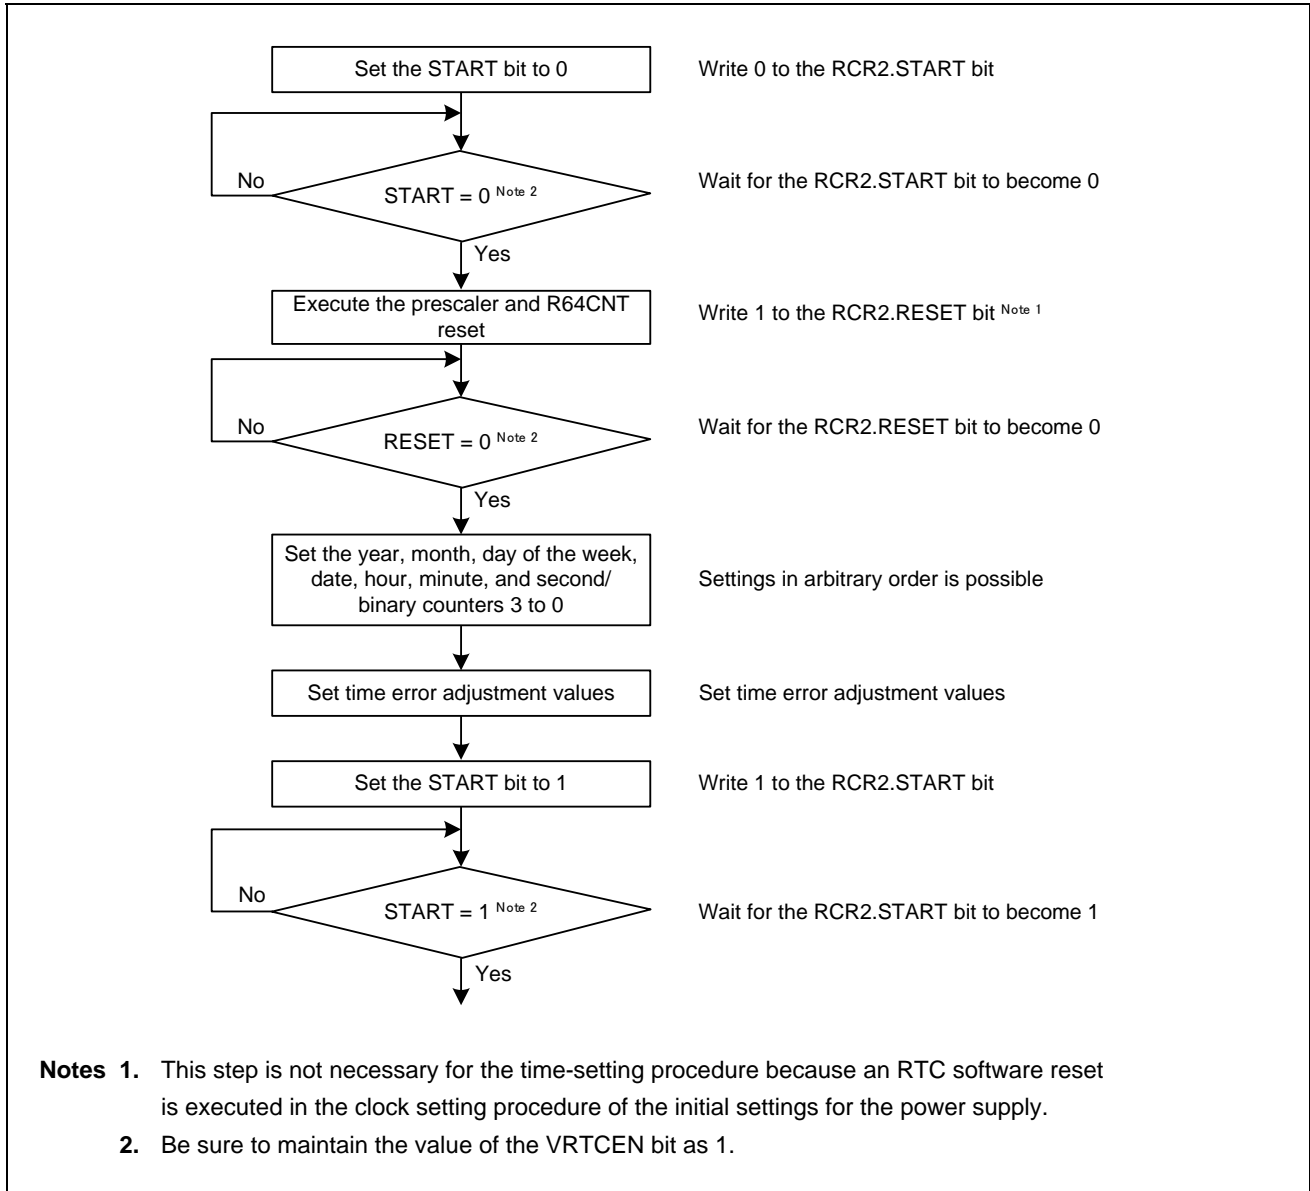 Set the START bit to 0
Write 0 to the RCR2.START bit
No
START = 0 Note 2
Wait for the RCR2.START bit to become 0
Yes
Execute the prescaler and R64CNT
reset
Write 1 to the RCR2.RESET bit Note 1
No
RESET = 0 Note 2
Wait for the RCR2.RESET bit to become 0
Yes
Set the year, month, day of the week,
date, hour, minute, and second/
binary counters 3 to 0
Settings in arbitrary order is possible
Set time error adjustment values
Set time error adjustment values
Set the START bit to 1
Write 1 to the RCR2.START bit
No
START = 1 Note 2
Wait for the RCR2.START bit to become 1
Yes
Notes 1. This step is not necessary for the time-setting procedure because an RTC software reset
is executed in the clock setting procedure of the initial settings for the power supply.
2. Be sure to maintain the value of the VRTCEN bit as 1.